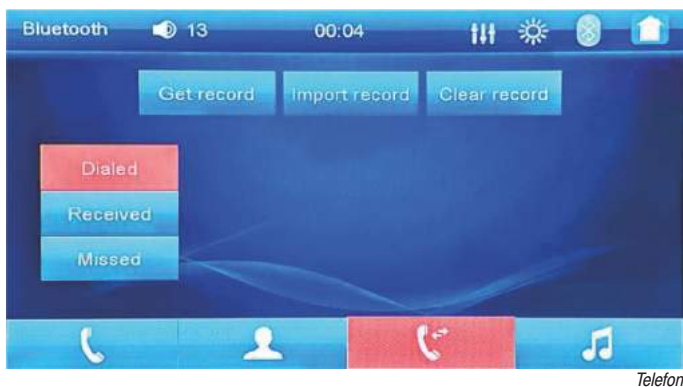 Bluetooth 13 00:04
Get record Import record Clear record
Dialed
Received
Missed
Telefon